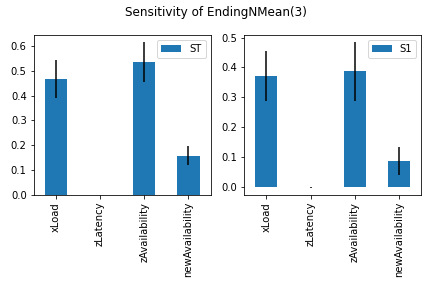 Sensitivity of EndingNMean(3)
ST
0.6
0.5
0.4
0.3
0.2
0.1
0.0
xLoad
zLatency
zAvailability
newAvailability
S1
0.5
0.4
0.3
0.2
0.1
0.0
xLoad
zLatency
zAvailability
newAvailability